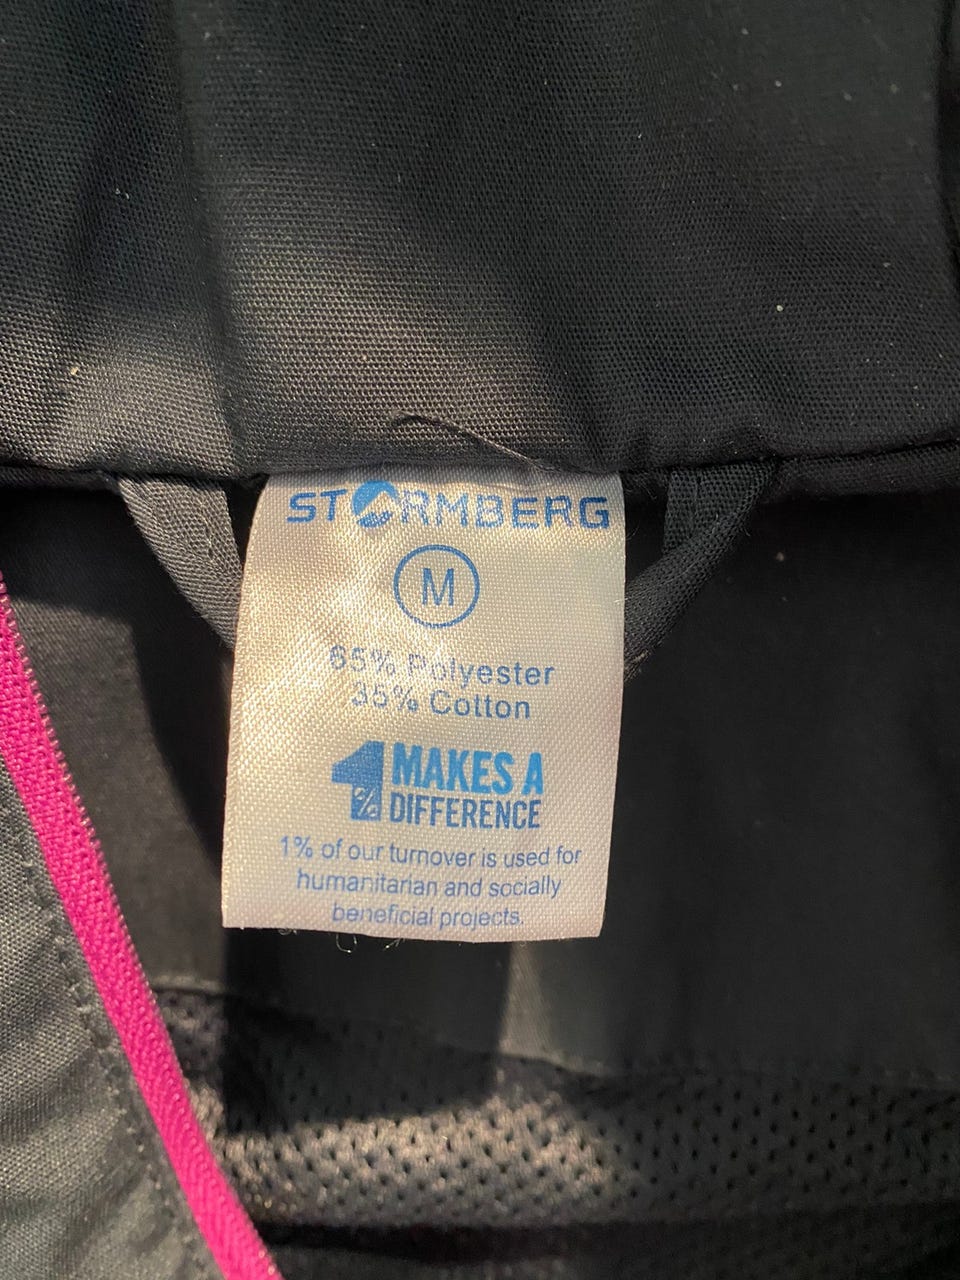 STORMBERG
M
65% Polyester
35% Cotton
1% MAKES A
DIFFERENCE
1% of our turnover is used for
humanitarian and socially
beneficial projects.